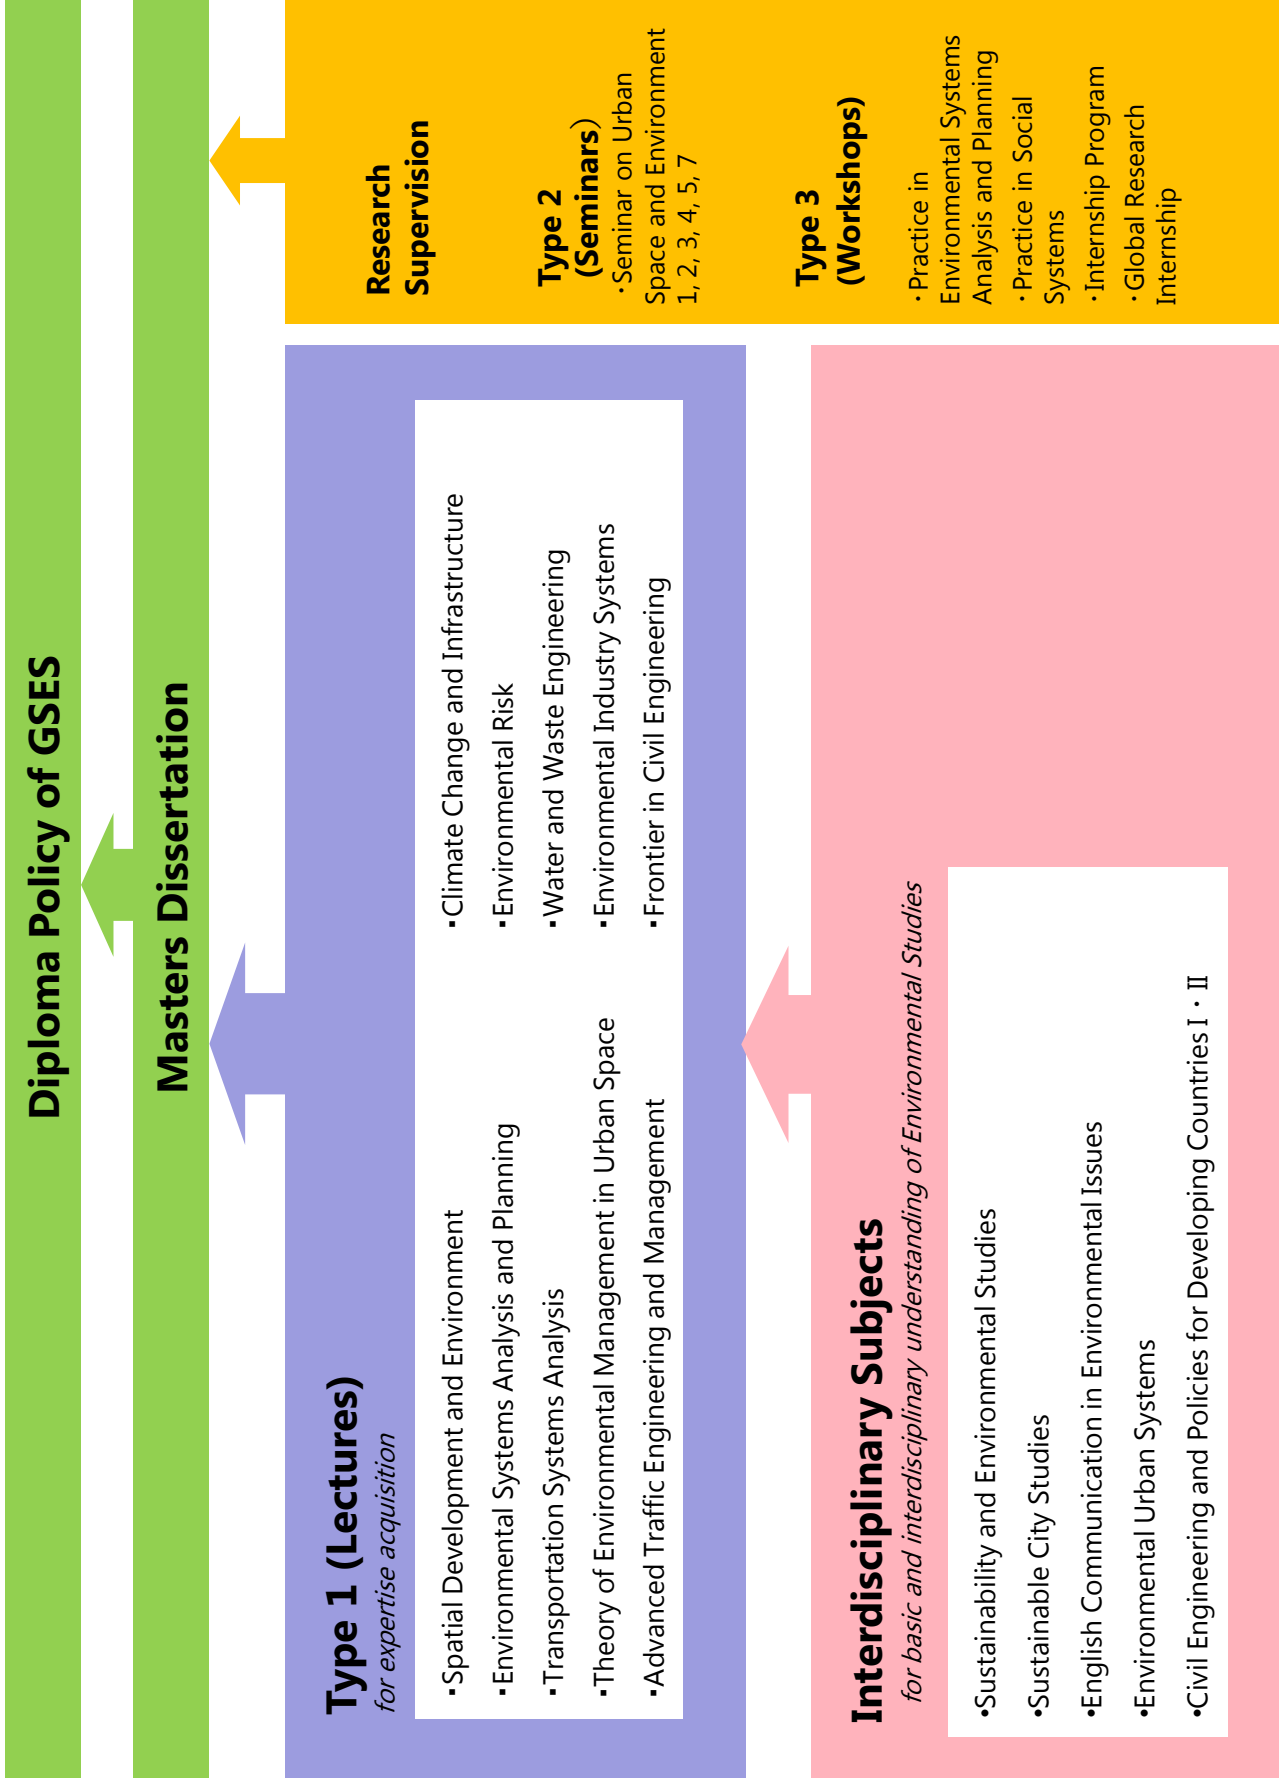 Diploma Policy of GSES
Masters Dissertation
Type 1 (Lectures)
for expertise acquisition
・Spatial Development and Environment
・Environmental Systems Analysis and Planning
・Transportation Systems Analysis
・Theory of Environmental Management in Urban Space
・Advanced Traffic Engineering and Management
・Climate Change and Infrastructure
・Environmental Risk
・Water and Waste Engineering
・Environmental Industry Systems
・Frontier in Civil Engineering
Interdisciplinary Subjects
for basic and interdisciplinary understanding of Environmental Studies
•Sustainability and Environmental Studies
•Sustainable City Studies
•English Communication in Environmental Issues
•Environmental Urban Systems
•Civil Engineering and Policies for Developing Countries Ⅰ・Ⅱ
Research
Supervision
Type 2
(Seminars）
・Seminar on Urban
Space and Environment
1, 2, 3, 4, 5, 7
Type 3
(Workshops)
・Practice in
Environmental Systems
Analysis and Planning
・Practice in Social
Systems
・Internship Program
・Global Research
Internship